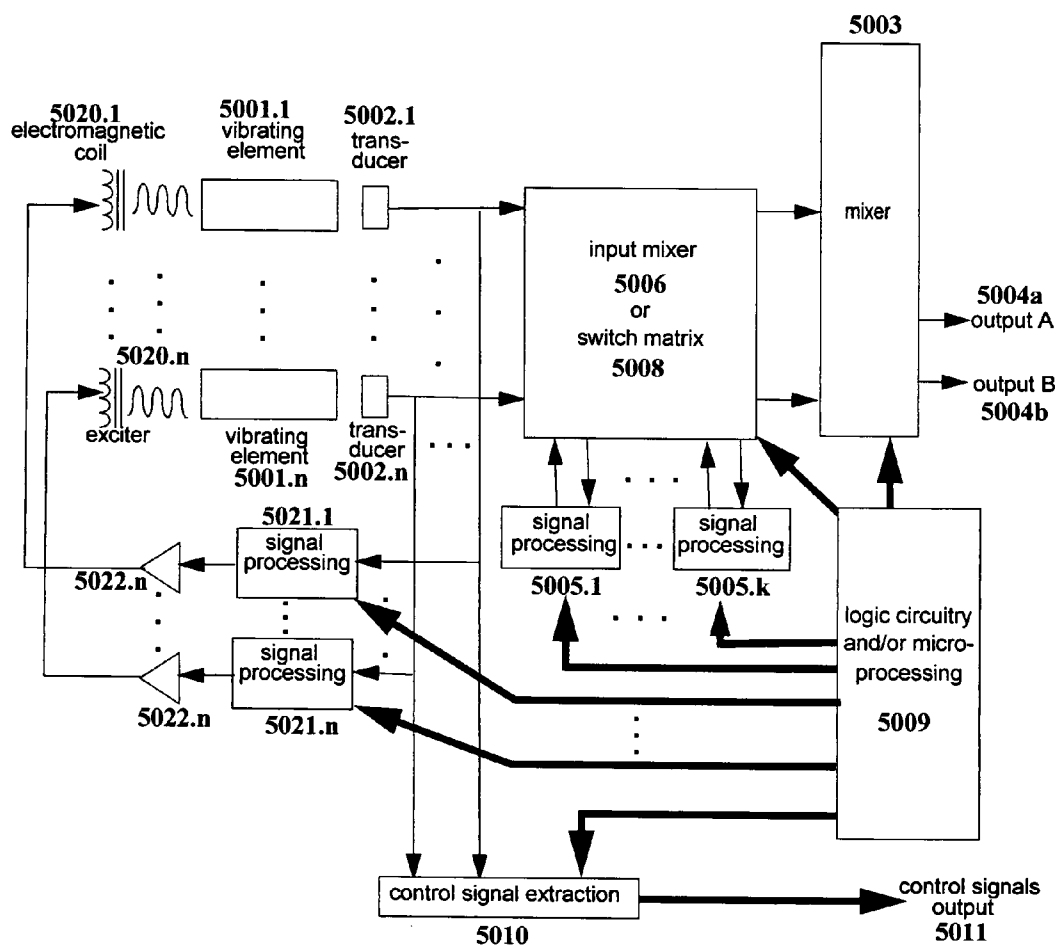 5003
5020.1
electromagnetic
coil
5001.1
vibrating
element
5002.1
trans-
ducer
mixer
input mixer
5006
or
switch matrix
5008
5004a
output A
output B
5004b
5020.n
exciter
vibrating
element
5001.n
trans-
ducer
5002.n
5021.1
signal
processing
5022.n
signal
processing
5005.1
signal
processing
5005.k
signal
processing
5022.n
5021.n
logic circuitry
and/or micro-
processing
5009
control signal extraction
5010
control signals
output
5011